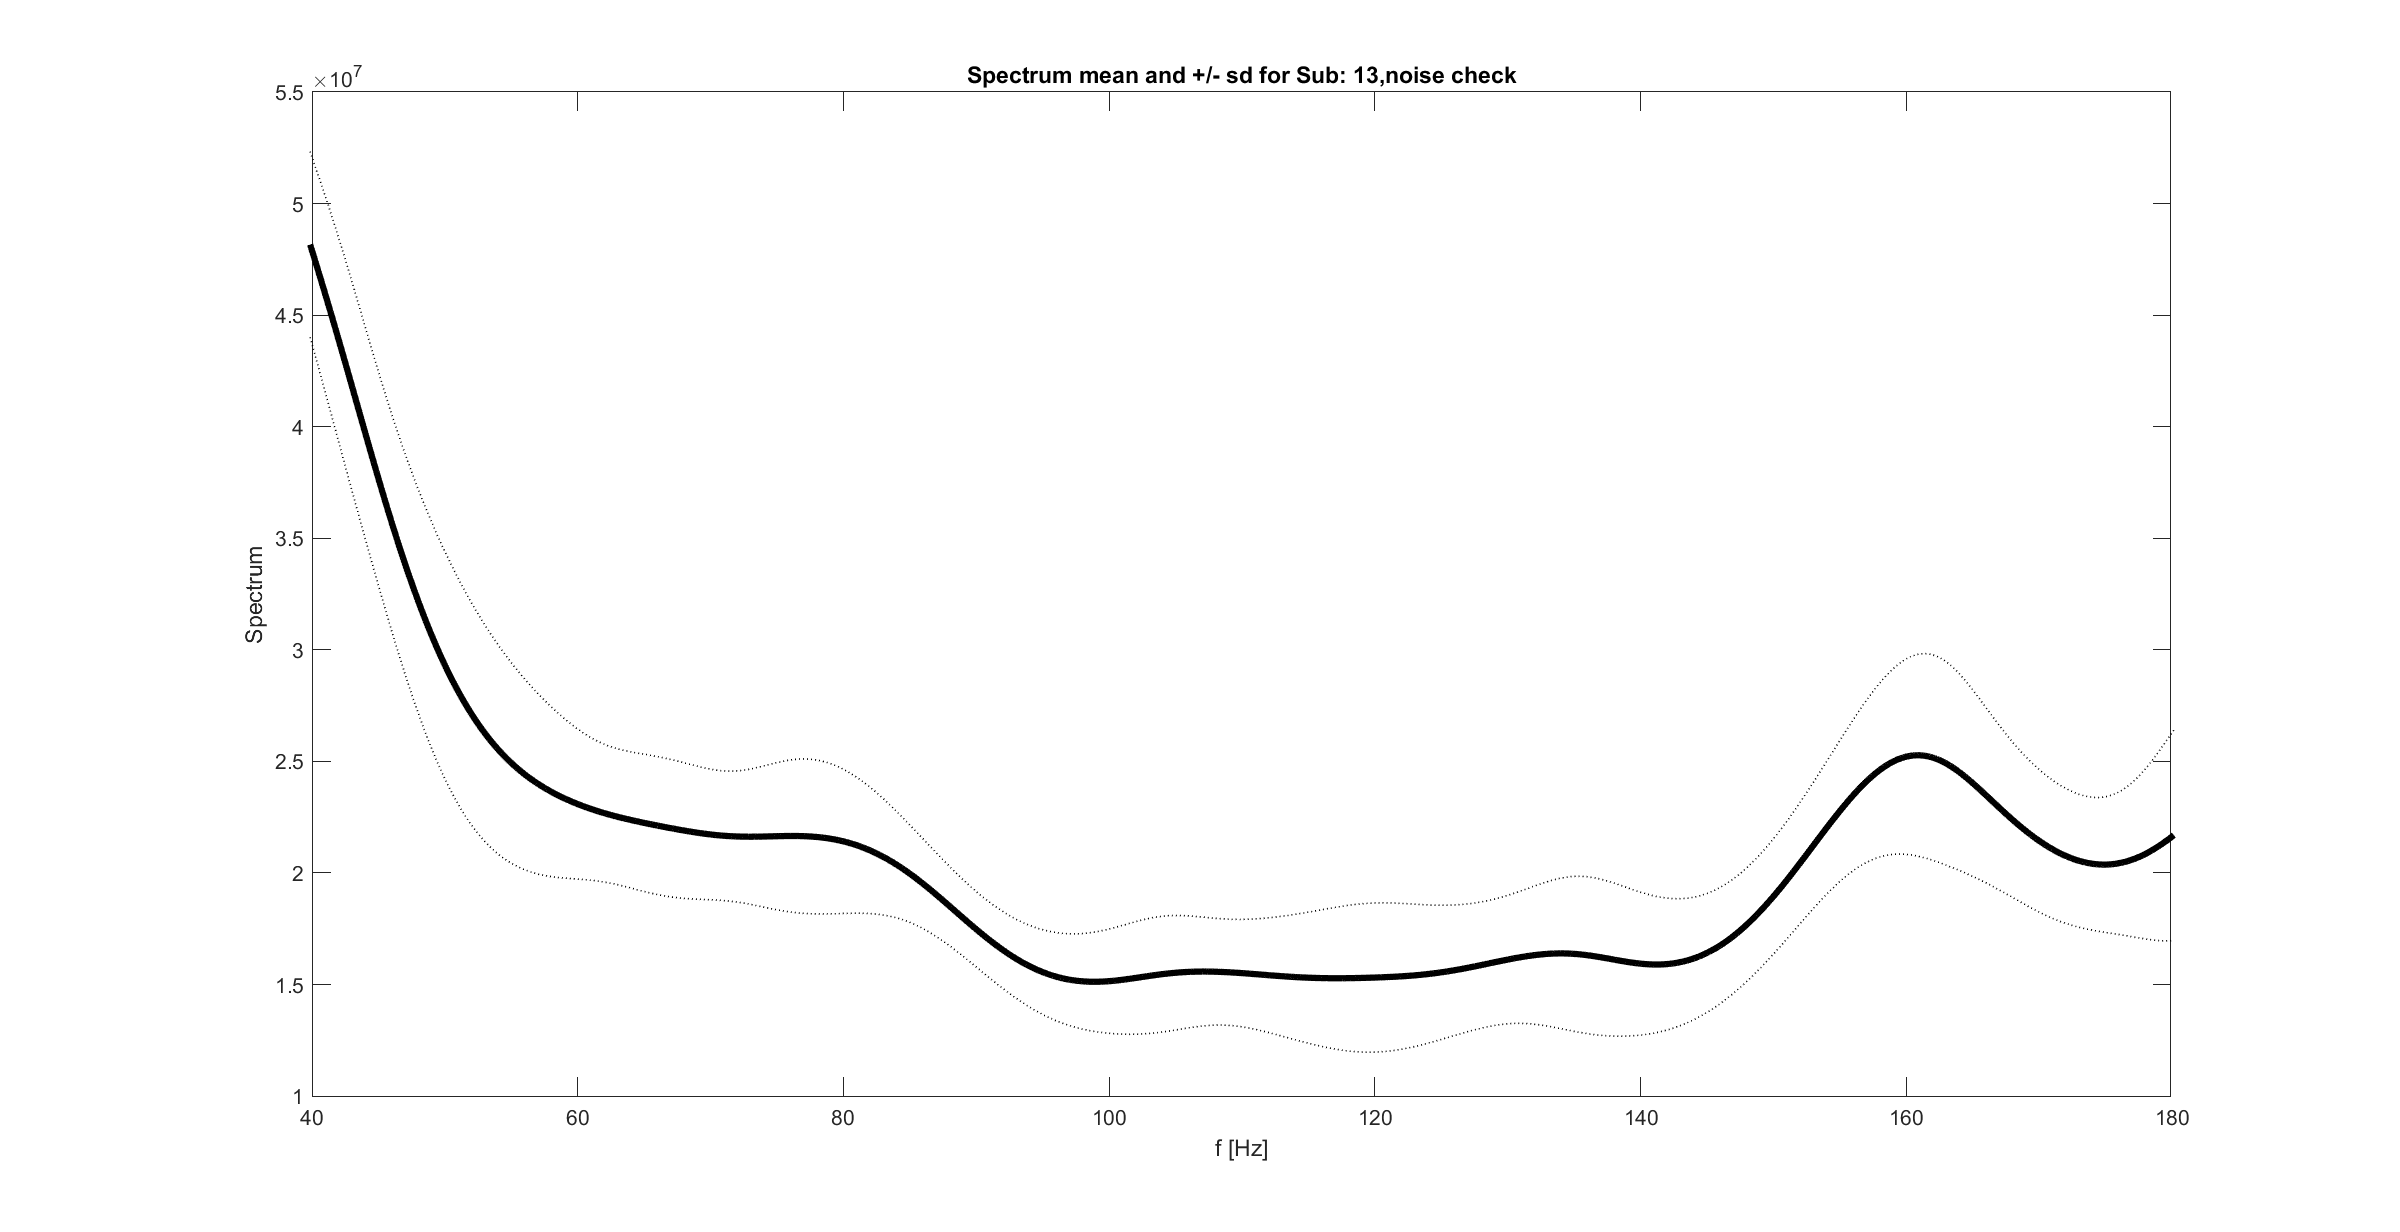 Spectrum mean and +/- sd for Sub: 13,noise check
×10^7
5.5
5
4.5
4
3.5
3
2.5
2
1.5
1
Spectrum
40 60 80 100 120 140 160 180
f [Hz]